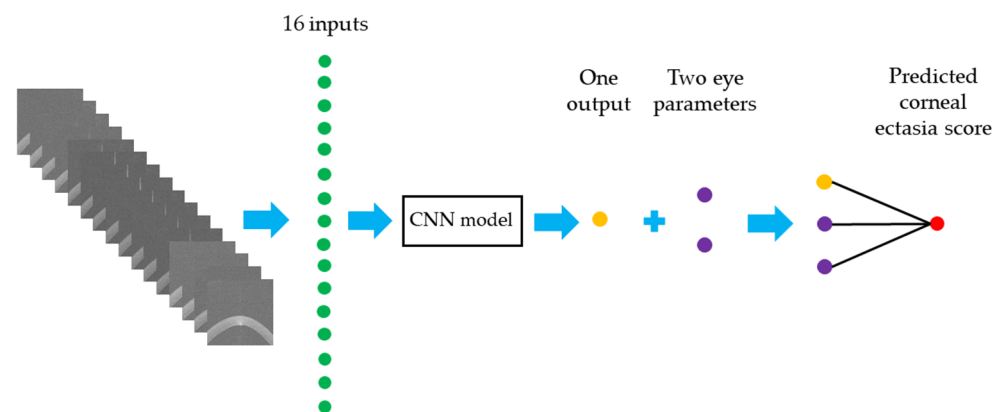 16 inputs
One
output
Two eye
parameters
Predicted
corneal
ectasia score
CNN model